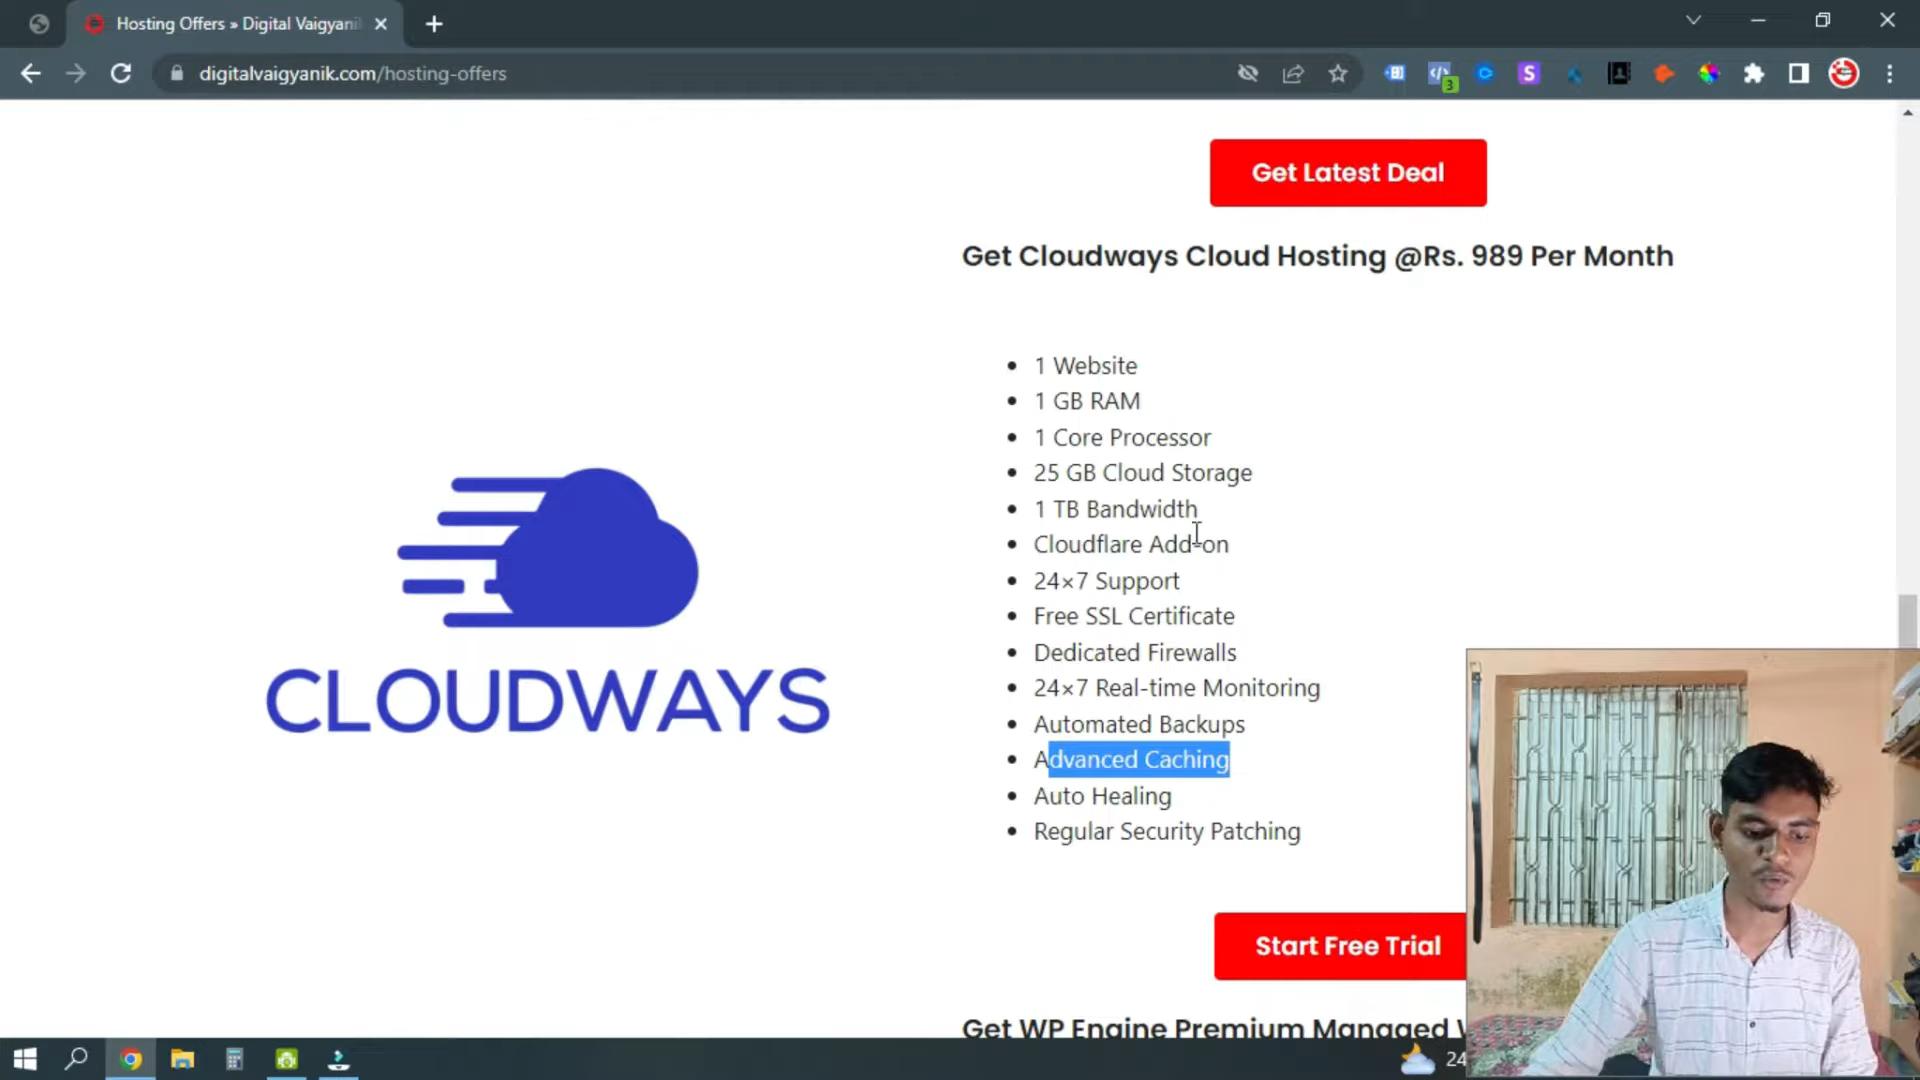 Hosting Offers » Digital Vaigyani
digitalvaigyanik.com/hosting-offers
3
S
Get Latest Deal
Get Cloudways Cloud Hosting @Rs. 989 Per Month
• 1 Website
• 1 GB RAM
• 1 Core Processor
• 25 GB Cloud Storage
• 1 TB Bandwidth
• Cloudflare Add-on
• 24×7 Support
• Free SSL Certificate
• Dedicated Firewalls
• 24×7 Real-time Monitoring
• Automated Backups
• Advanced Caching
• Auto Healing
• Regular Security Patching
CLOUDWAYS
Start Free Trial
Get WP Engine Premium Managed
24